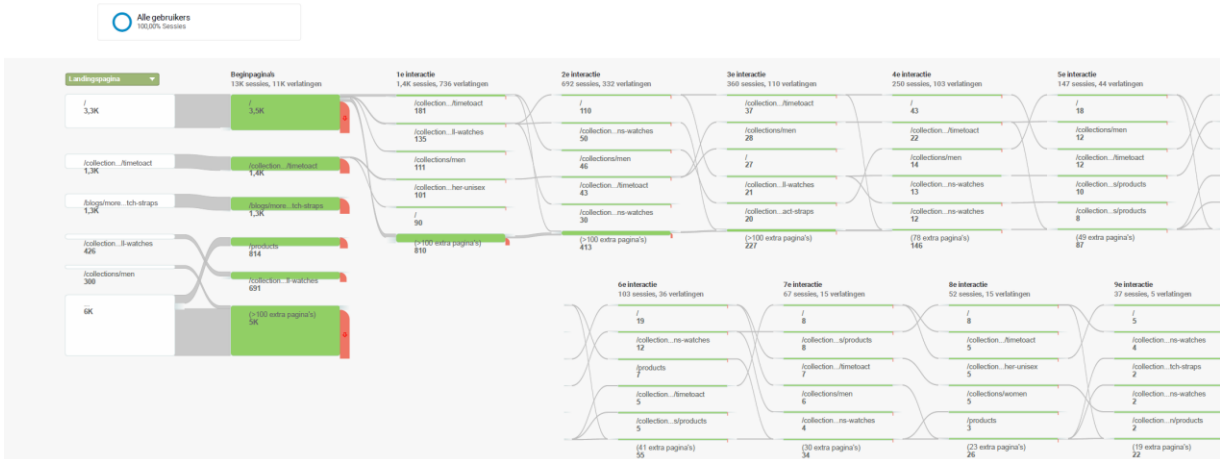 Alle gebruikers
100,00% Sessies
Landingspagina
/
3,3K
/collection.../timetoact
1,3K
/blogs/more...tch-straps
1,3K
/collection...ll-watches
426
/collections/men
300
...
6K
Beginpagina's
13K sessies, 11K verlatingen
/
3,5K
/collection.../timetoact
1,4K
/blogs/more...tch-straps
1,3K
/products
814
/collection...ll-watches
691
(>100 extra pagina's)
5K
1e interactie
1,4K sessies, 736 verlatingen
/collection.../timetoact
181
/collection...ll-watches
135
/collections/men
111
/collection...her-unisex
101
/
90
(>100 extra pagina's)
810
2e interactie
692 sessies, 332 verlatingen
/
110
/collection...ns-watches
50
/collections/men
46
/collection.../timetoact
43
/collection...ns-watches
30
(>100 extra pagina's)
413
3e interactie
360 sessies, 110 verlatingen
/collection.../timetoact
37
/collections/men
28
/
27
/collection...ll-watches
21
/collection...act-straps
20
(>100 extra pagina's)
227
4e interactie
250 sessies, 103 verlatingen
/
43
/collection.../timetoact
22
/collections/men
14
/collection...ns-watches
13
/collection...ns-watches
12
(78 extra pagina's)
146
5e interactie
147 sessies, 44 verlatingen
/
18
/collections/men
12
/collection.../timetoact
12
/collection...s/products
10
/collection...s/products
8
(49 extra pagina's)
87
6e interactie
103 sessies, 36 verlatingen
/
19
/collection...ns-watches
12
/products
7
/collection.../timetoact
5
/collection...s/products
5
(41 extra pagina's)
55
7e interactie
67 sessies, 15 verlatingen
/
8
/collection...s/products
8
/collection.../timetoact
7
/collections/men
6
/collection...ns-watches
4
(30 extra pagina's)
34
8e interactie
52 sessies, 15 verlatingen
/
8
/collection.../timetoact
5
/collection...her-unisex
5
/collections/women
5
/products
3
(23 extra pagina's)
26
9e interactie
37 sessies, 5 verlatingen
/
5
/collection...ns-watches
4
/collection...tch-straps
2
/collection...ns-watches
2
/collection...n/products
2
(19 extra pagina's)
22